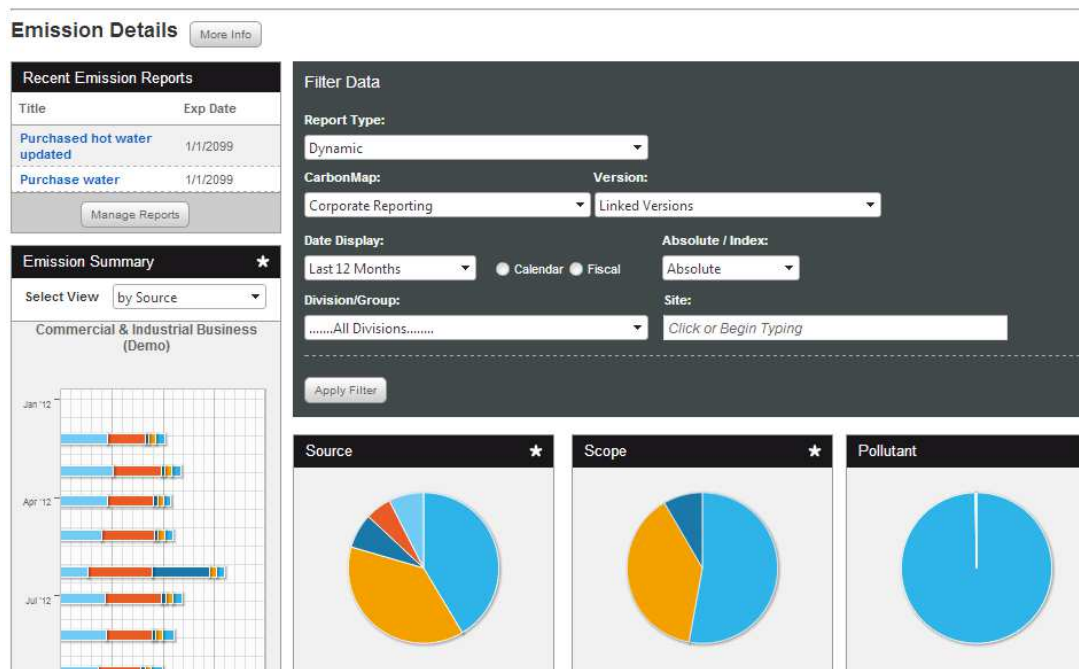 Emission Details
More Info
Recent Emission Reports
Title Exp Date
Purchased hot water
updated
1/1/2099
Purchase water 1/1/2099
Manage Reports
Emission Summary
Select View by Source
Commercial & Industrial Business
(Demo)
Jan '12
Apr '12
Jul '12
Filter Data
Report Type:
Dynamic
CarbonMap: Version:
Corporate Reporting Linked Versions
Date Display: Absolute / Index:
Last 12 Months Calendar Fiscal Absolute
Division/Group: Site:
.......All Divisions........ Click or Begin Typing
Apply Filter
Source
Scope
Pollutant